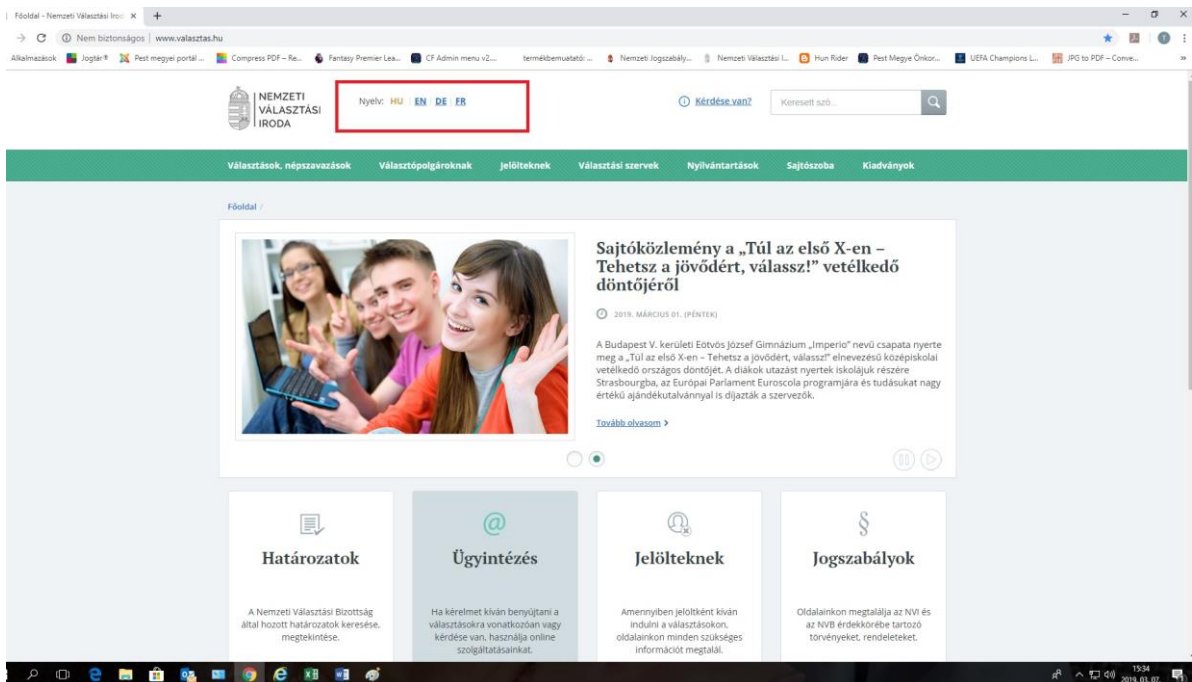 Főoldal - Nemzeti Választási Irod
Nem biztonságos | www.valasztas.hu
Alkalmazások Jogtár® Pest megyei portál ... Compress PDF – Re... Fantasy Premier Lea... CF Admin menu v2.... termékbemuatató: ... Nemzeti Jogszabály... Nemzeti Választási I... Hun Rider Pest Megye Önkor... UEFA Champions L... JPG to PDF – Conve...
NEMZETI
VÁLASZTÁSI
IRODA
Nyelv: HU EN DE FR
Kérdése van?
Keresett szó...
Választások, népszavazások Választópolgároknak Jelölteknek Választási szervek Nyilvántartások Sajtószoba Kiadványok
Főoldal /
Sajtóközlemény a „Túl az első X-en –
Tehetsz a jövődért, válassz!” vetélkedő
döntőjéről
2019. MÁRCIUS 01. (PÉNTEK)
A Budapest V. kerületi Eötvös József Gimnázium „Imperio” nevű csapata nyerte
meg a „Túl az első X-en – Tehetsz a jövődért, válassz!” elnevezésű középiskolai
vetélkedő országos döntőjét. A diákok utazást nyertek iskolájuk részére
Strasbourgba, az Európai Parlament Euroscola programjára és tudásukat nagy
értékű ajándékutalvánnyal is díjazták a szervezők.
Tovább olvasom
Határozatok
A Nemzeti Választási Bizottság
által hozott határozatok keresése,
megtekintése.
@
Ügyintézés
Ha kérelmet kíván benyújtani a
választásokra vonatkozóan vagy
kérdése van, használja online
szolgáltatásainkat.
Jelölteknek
Amennyiben jelöltként kíván
indulni a választásokon,
oldalainkon minden szükséges
információt megtalál.
§
Jogszabályok
Oldalainkon megtalálja az NVI és
az NVB érdekkörébe tartozó
törvényeket, rendeleteket.
15:34
2019. 03. 07.